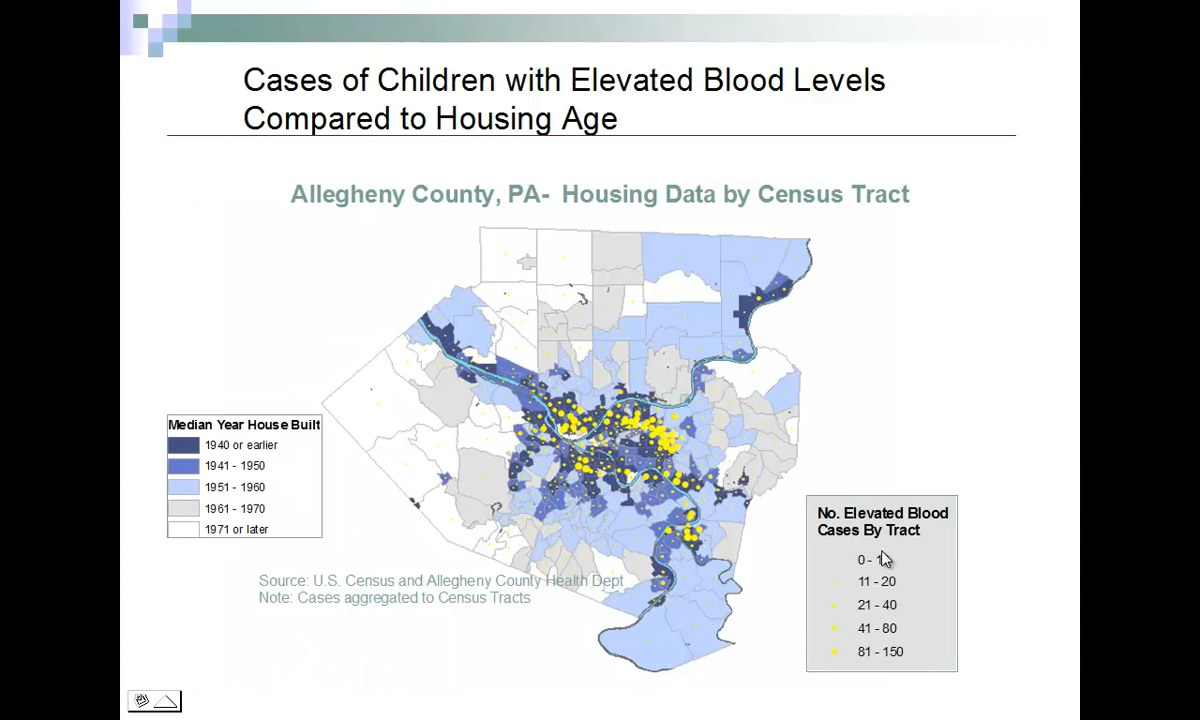 Cases of Children with Elevated Blood Levels
Compared to Housing Age
Allegheny County, PA- Housing Data by Census Tract
Median Year House Built
1940 or earlier
1941 - 1950
1951 - 1960
1961 - 1970
1971 or later
No. Elevated Blood
Cases By Tract
0 -
11 - 20
21 - 40
41 - 80
81 - 150
Source: U.S. Census and Allegheny County Health Dept
Note: Cases aggregated to Census Tracts